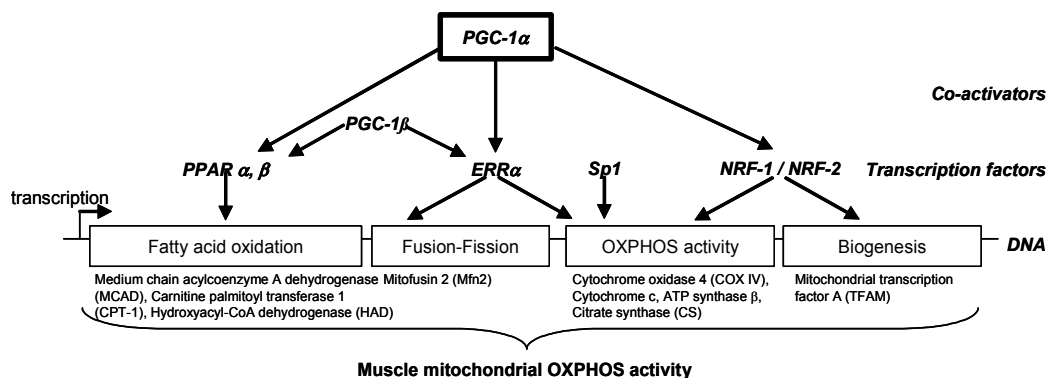 PGC-1α
Co-activators
PGC-1β
PPAR α, β
ERRα
Sp1
NRF-1 / NRF-2
Transcription factors
transcription
Fatty acid oxidation
Fusion-Fission
OXPHOS activity
Biogenesis
DNA
Medium chain acylcoenzyme A dehydrogenase
(MCAD), Carnitine palmitoyl transferase 1
(CPT-1), Hydroxyacyl-CoA dehydrogenase (HAD)
Mitofusin 2 (Mfn2)
Cytochrome oxidase 4 (COX IV),
Cytochrome c, ATP synthase β,
Citrate synthase (CS)
Mitochondrial transcription
factor A (TFAM)
Muscle mitochondrial OXPHOS activity